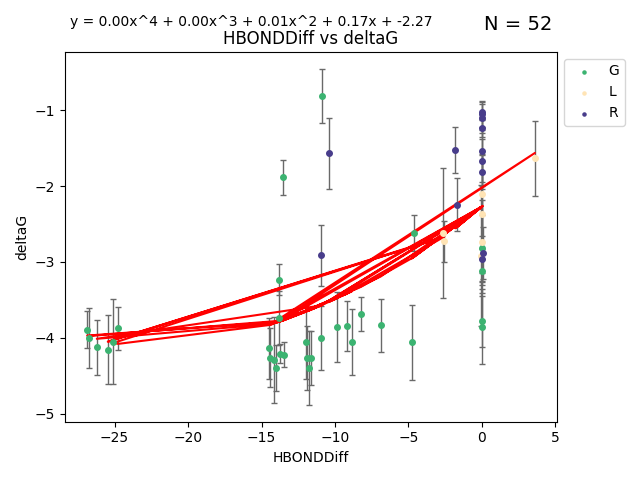 y = 0.00x^4 + 0.00x^3 + 0.01x^2 + 0.17x + -2.27
N = 52
HBONDDiff vs deltaG
G
L
R
−1
−2
−3
−4
−5
deltaG
−25
−20
−15
−10
−5
0
5
HBONDDiff